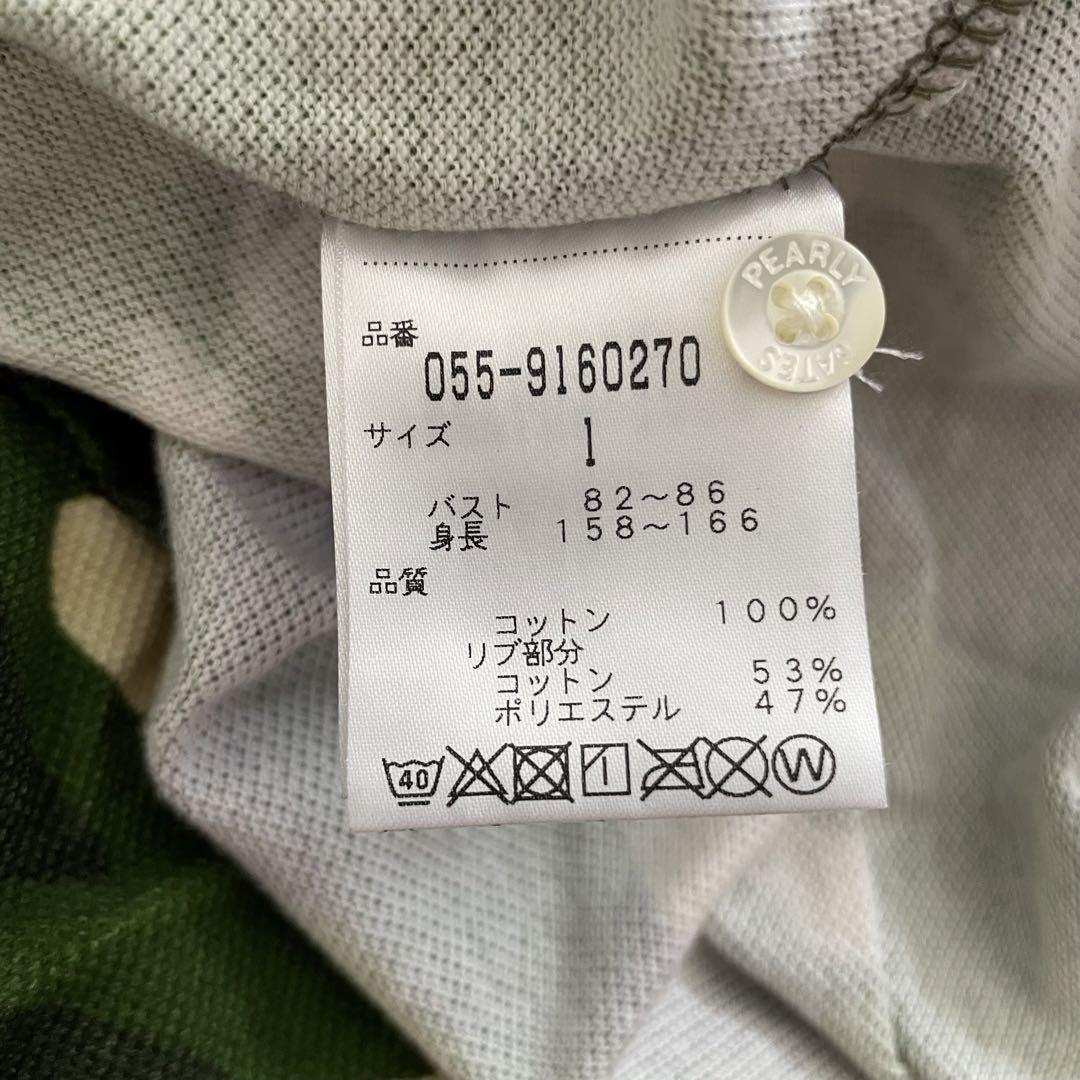 PEARLY
GATES
品番
055-9160270
サイズ 1
バスト 82～86
身長 158～166
品質
コットン 100%
リブ部分
コットン 53%
ポリエステル 47%
40
W